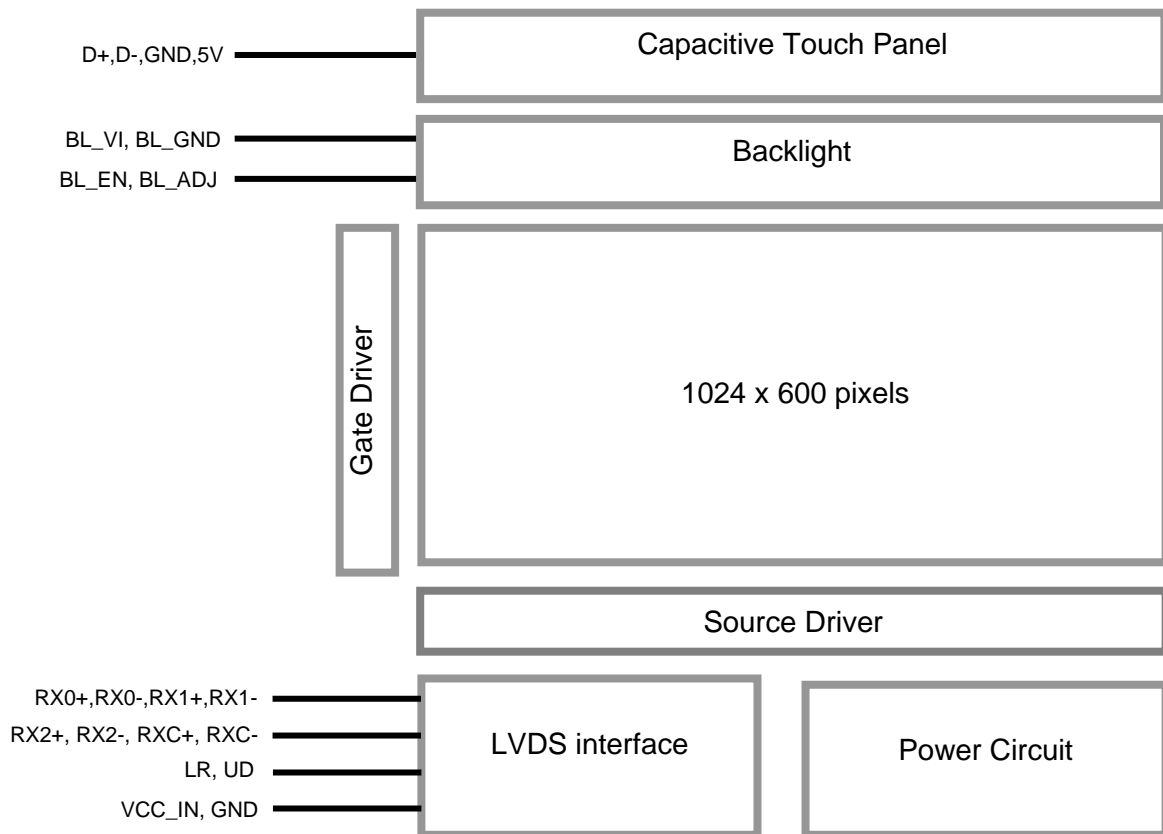 D+,D-,GND,5V
Capacitive Touch Panel
BL_VI, BL_GND
BL_EN, BL_ADJ
Backlight
Gate Driver
1024 x 600 pixels
Source Driver
RX0+,RX0-,RX1+,RX1-
RX2+, RX2-, RXC+, RXC-
LR, UD
VCC_IN, GND
LVDS interface
Power Circuit